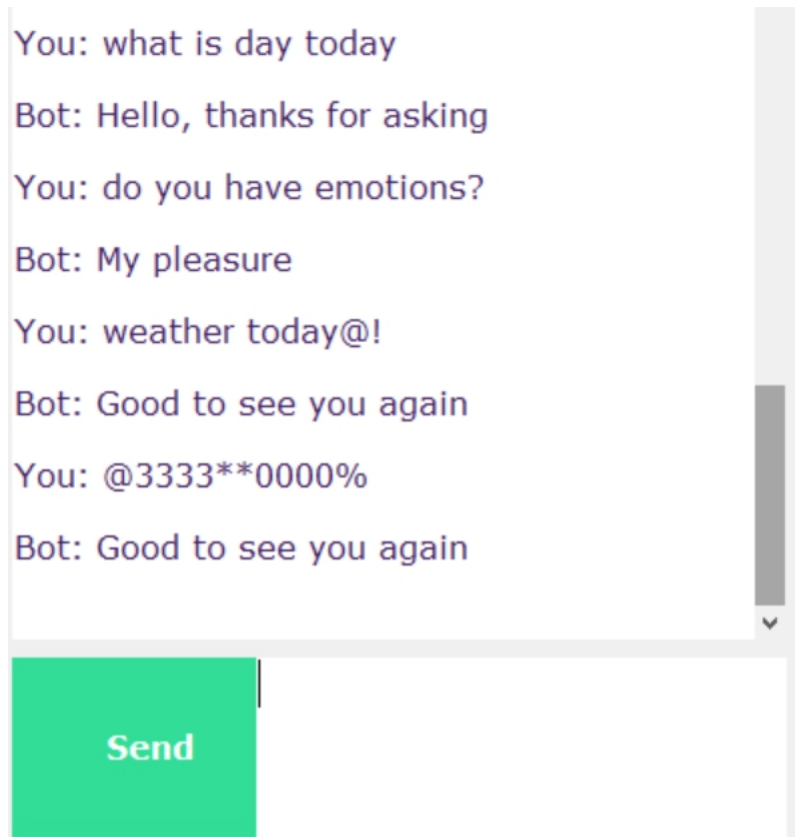 You: what is day today
Bot: Hello, thanks for asking
You: do you have emotions?
Bot: My pleasure
You: weather today@!
Bot: Good to see you again
You: @3333**0000%
Bot: Good to see you again
Send